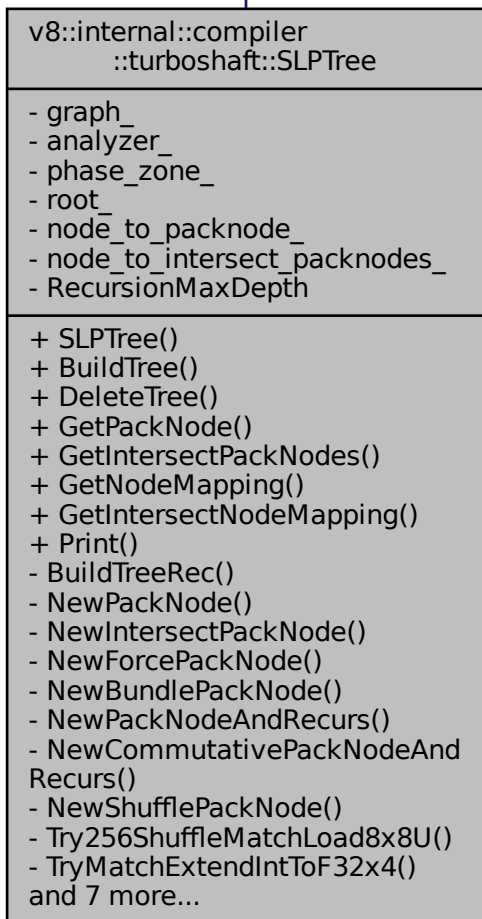 v8::internal::compiler
::turboshaft::SLPTree
- graph_
- analyzer_
- phase_zone_
- root_
- node_to_packnode_
- node_to_intersect_packnodes_
- RecursionMaxDepth
+ SLPTree()
+ BuildTree()
+ DeleteTree()
+ GetPackNode()
+ GetIntersectPackNodes()
+ GetNodeMapping()
+ GetIntersectNodeMapping()
+ Print()
- BuildTreeRec()
- NewPackNode()
- NewIntersectPackNode()
- NewForcePackNode()
- NewBundlePackNode()
- NewPackNodeAndRecurs()
- NewCommutativePackNodeAnd
Recurs()
- NewShufflePackNode()
- Try256ShuffleMatchLoad8x8U()
- TryMatchExtendIntToF32x4()
and 7 more...